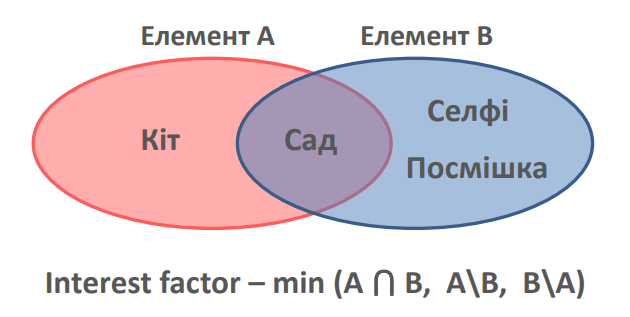 Елемент А Елемент В
Кіт Сад Селфі
Посмішка
Interest factor – min (A ⋂ B, A\B, B\A)